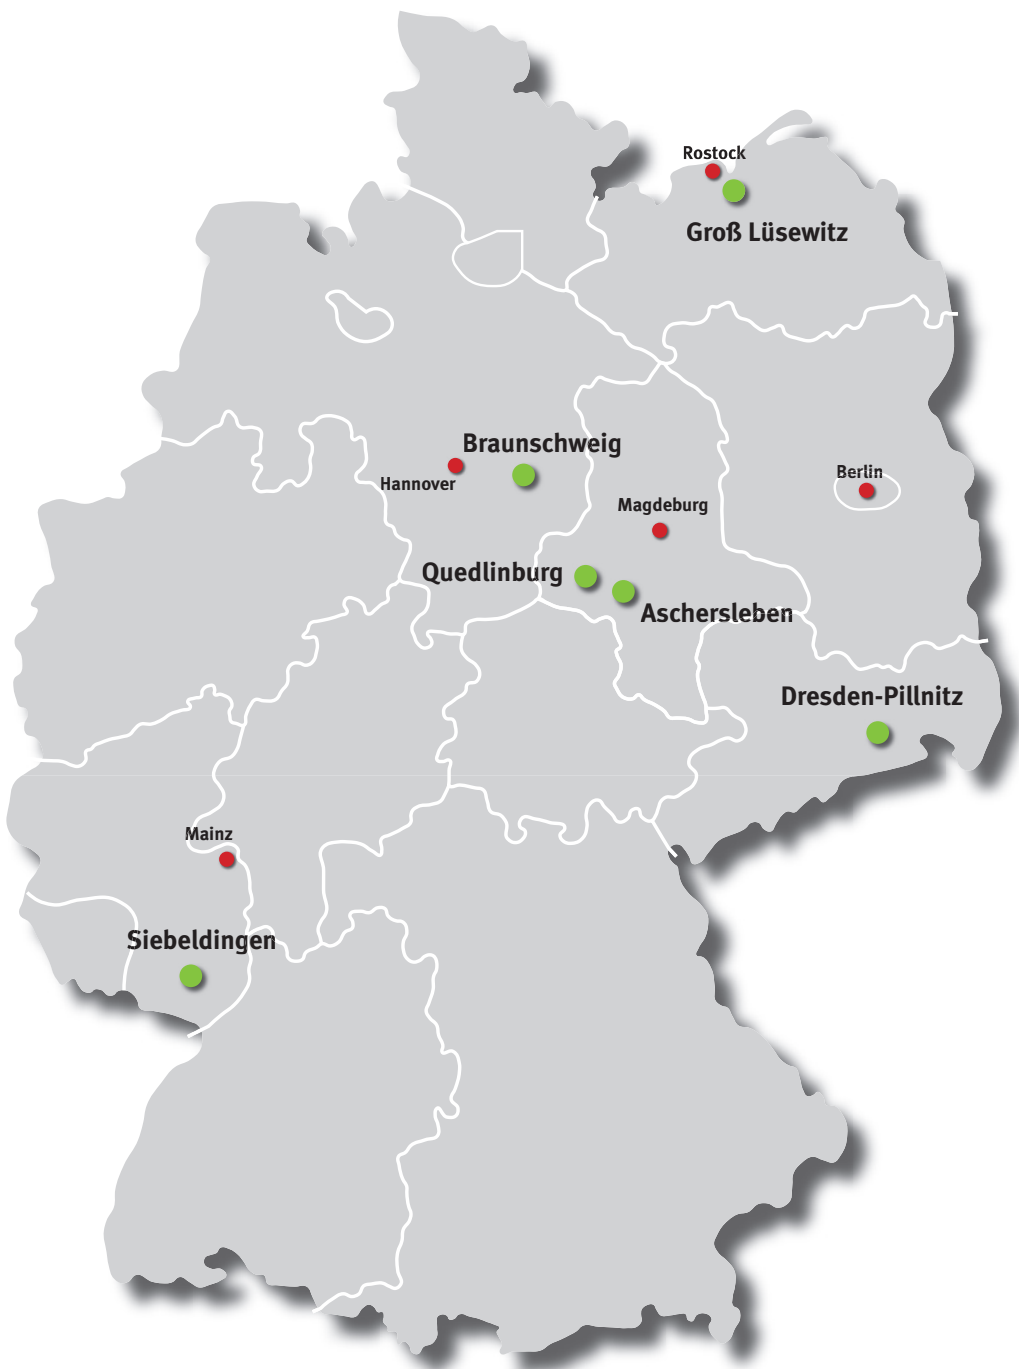 Rostock
Groß Lüsewitz
Braunschweig
Hannover
Berlin
Magdeburg
Quedlinburg
Aschersleben
Dresden-Pillnitz
Mainz
Siebeldingen